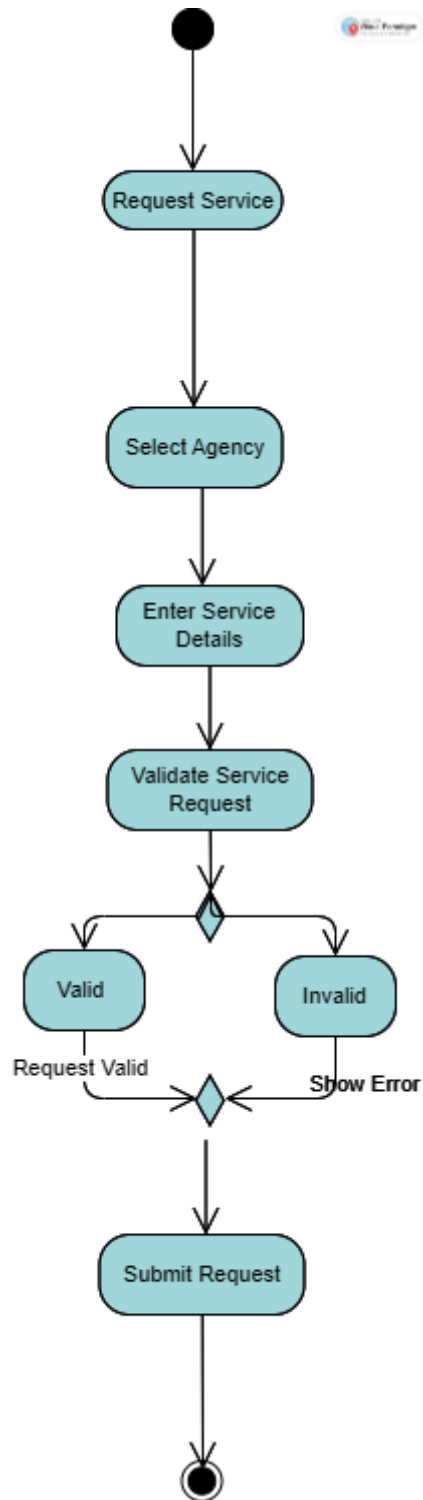 Request Service
Select Agency
Enter Service
Details
Validate Service
Request
Valid
Invalid
Request Valid
Show Error
Submit Request